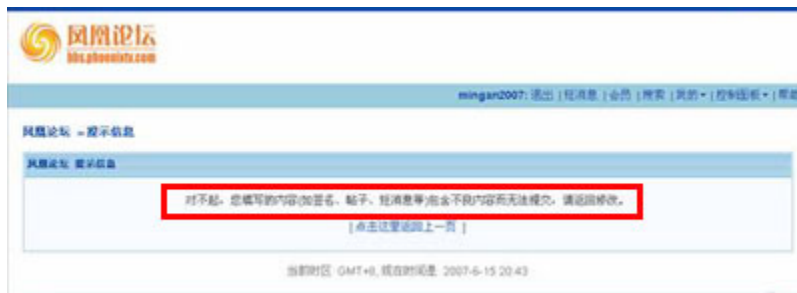 凤凰论坛
bbs.phoenixtv.com
mingan2007: 退出 | 短消息 | 会员 | 搜索 | 我的 | 控制面板 | 帮助
凤凰论坛 » 提示信息
凤凰论坛 提示信息
对不起，您填写的内容(如签名、帖子、短消息等)包含不良内容而无法提交，请返回修改。
[ 点击这里返回上一页 ]
当前时区 GMT+8, 现在时间是 2007-6-15 20:43